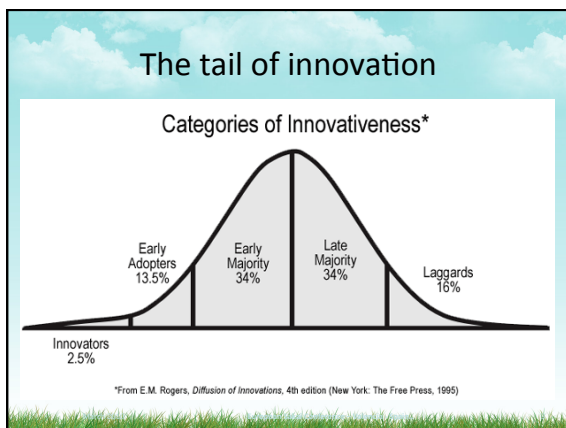 The tail of innovation
Categories of Innovativeness*
Early
Adopters
13.5%
Early
Majority
34%
Late
Majority
34%
Laggards
16%
Innovators
2.5%
*From E.M. Rogers, Diffusion of Innovations, 4th edition (New York: The Free Press, 1995)